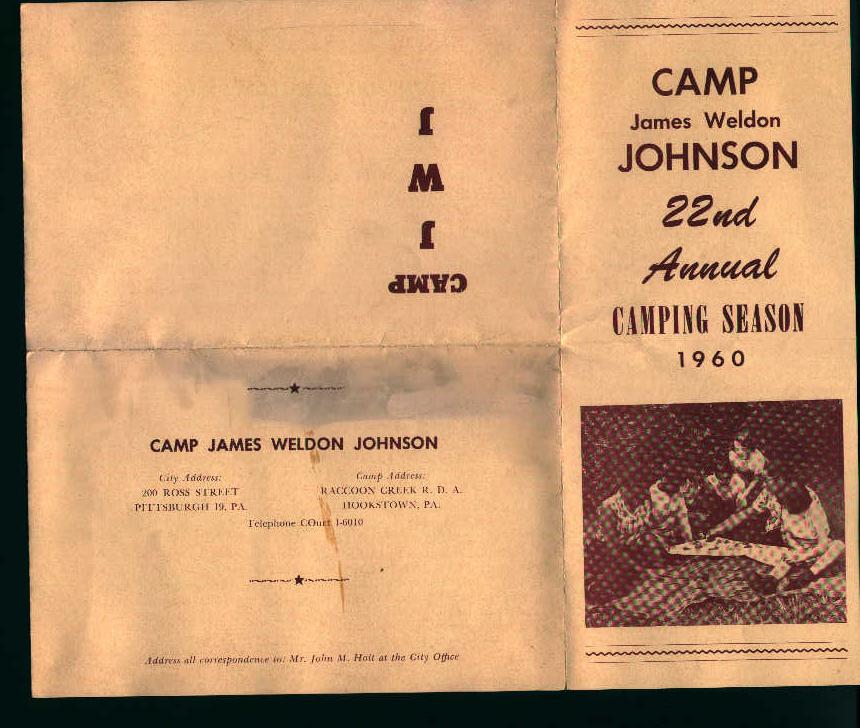 CAMP
James Weldon
JOHNSON
22nd
Annual
CAMPING SEASON
1960
CAMP
J
W
J
CAMP JAMES WELDON JOHNSON
City Address:
200 ROSS STREET
PITTSBURGH 19, PA.
Camp Address:
RACCOON CREEK R. D. A.
HOOKSTOWN, PA.
Telephone COurt 1-6010
Address all correspondence to: Mr. John M. Holt at the City Office